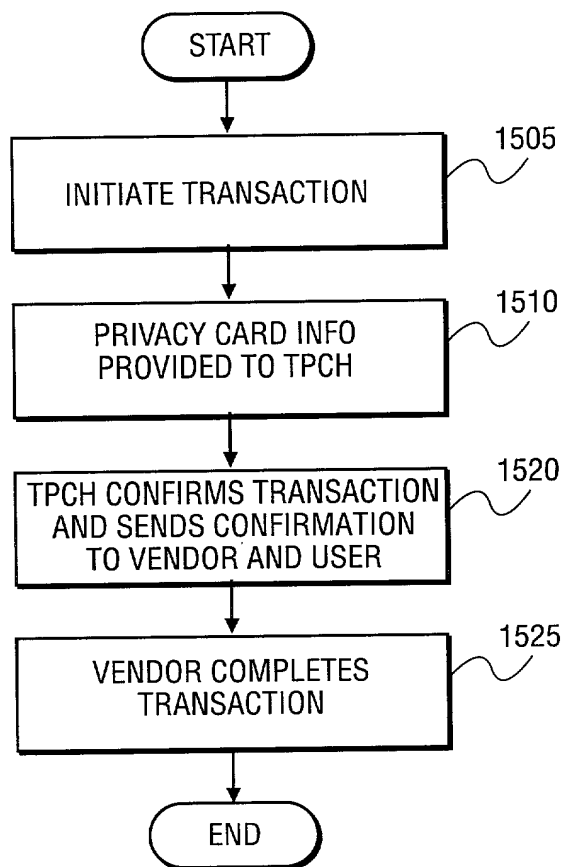 START
1505
INITIATE TRANSACTION
1510
PRIVACY CARD INFO
PROVIDED TO TPCH
1520
TPCH CONFIRMS TRANSACTION
AND SENDS CONFIRMATION
TO VENDOR AND USER
1525
VENDOR COMPLETES
TRANSACTION
END